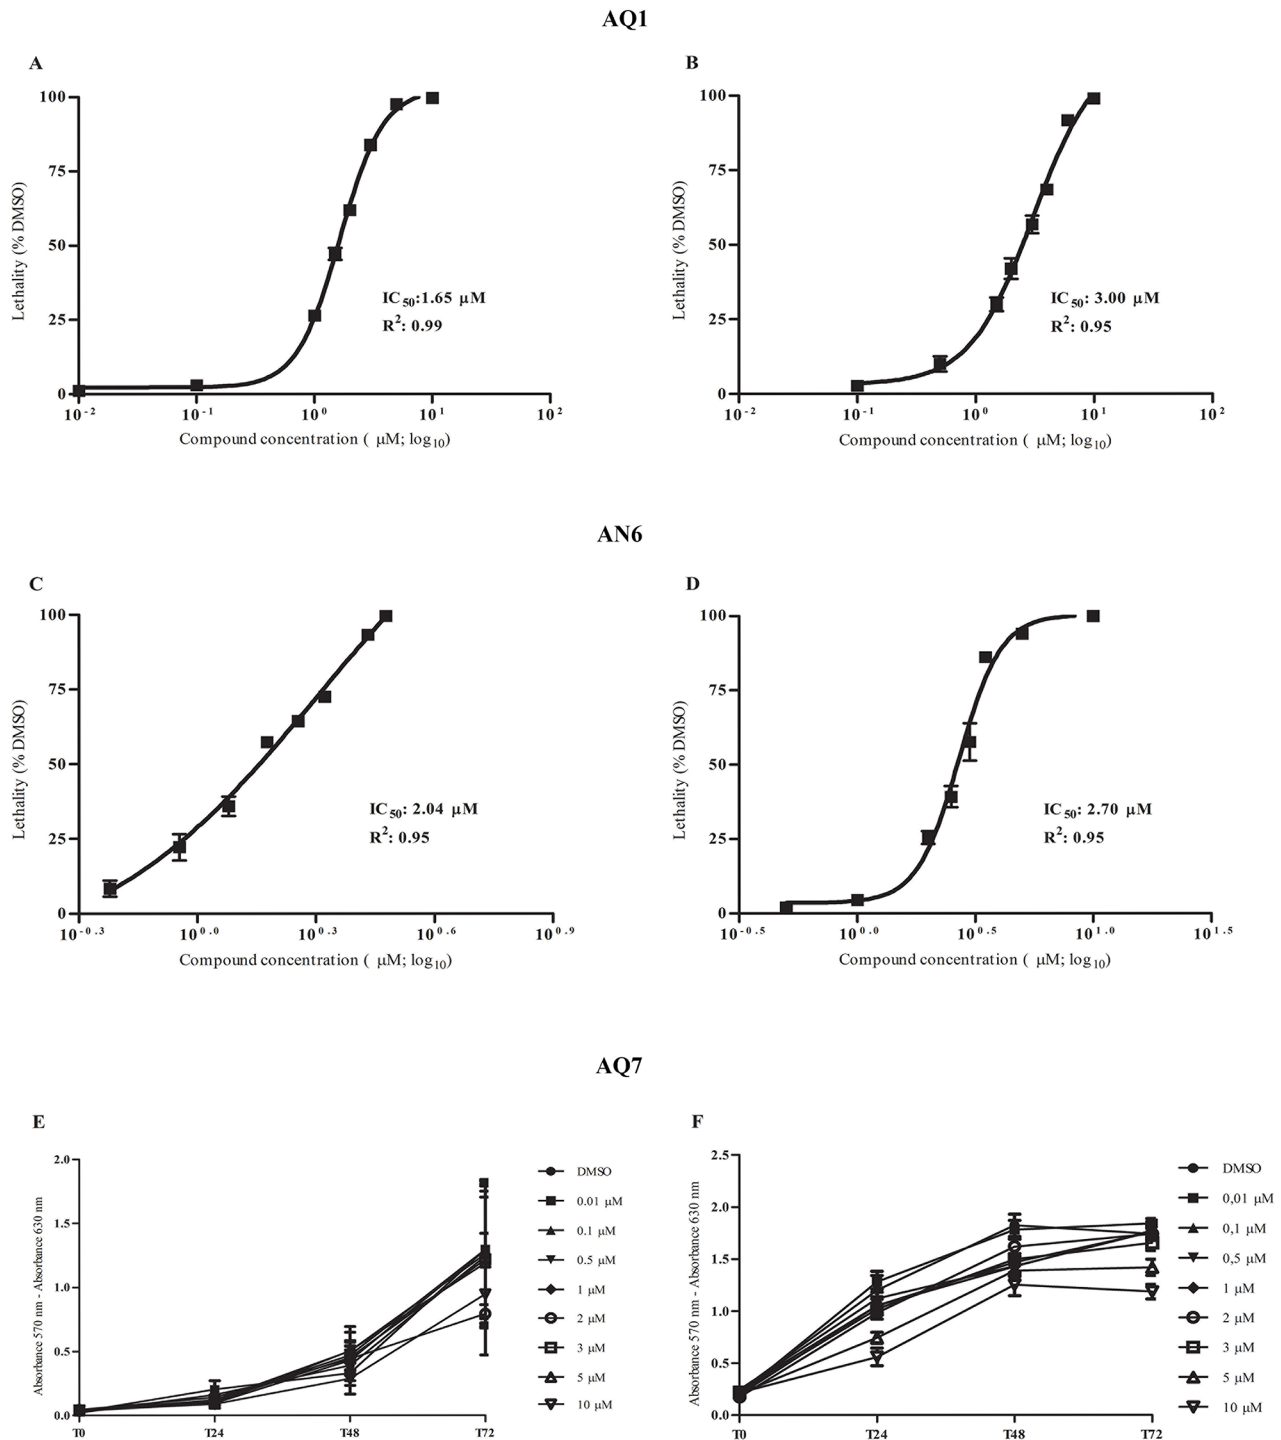 AQ1
A
B
100
75
50
25
0
Lethality (% DMSO)
IC50:1.65 µM
R2: 0.99
10-2 10-1 100 101 102
Compound concentration ( µM; log10)
100
75
50
25
0
Lethality (% DMSO)
IC50: 3.00 µM
R2: 0.95
10-2 10-1 100 101 102
Compound concentration ( µM; log10)
AN6
C
D
100
75
50
25
0
Lethality (% DMSO)
IC50: 2.04 µM
R2: 0.95
10-0.3 100.0 100.3 100.6 100.9
Compound concentration ( µM; log10)
100
75
50
25
0
Lethality (% DMSO)
IC50: 2.70 µM
R2: 0.95
10-0.5 100.0 100.5 101.0 101.5
Compound concentration ( µM; log10)
AQ7
E
F
2.0
1.5
1.0
0.5
0.0
Absorbance 570 nm - Absorbance 630 nm
T0 T24 T48 T72
DMSO
0.01 µM
0.1 µM
0.5 µM
1 µM
2 µM
3 µM
5 µM
10 µM
2.5
2.0
1.5
1.0
0.5
0.0
Absorbance 570 nm - Absorbance 630 nm
T0 T24 T48 T72
DMSO
0,01 µM
0,1 µM
0,5 µM
1 µM
2 µM
3 µM
5 µM
10 µM